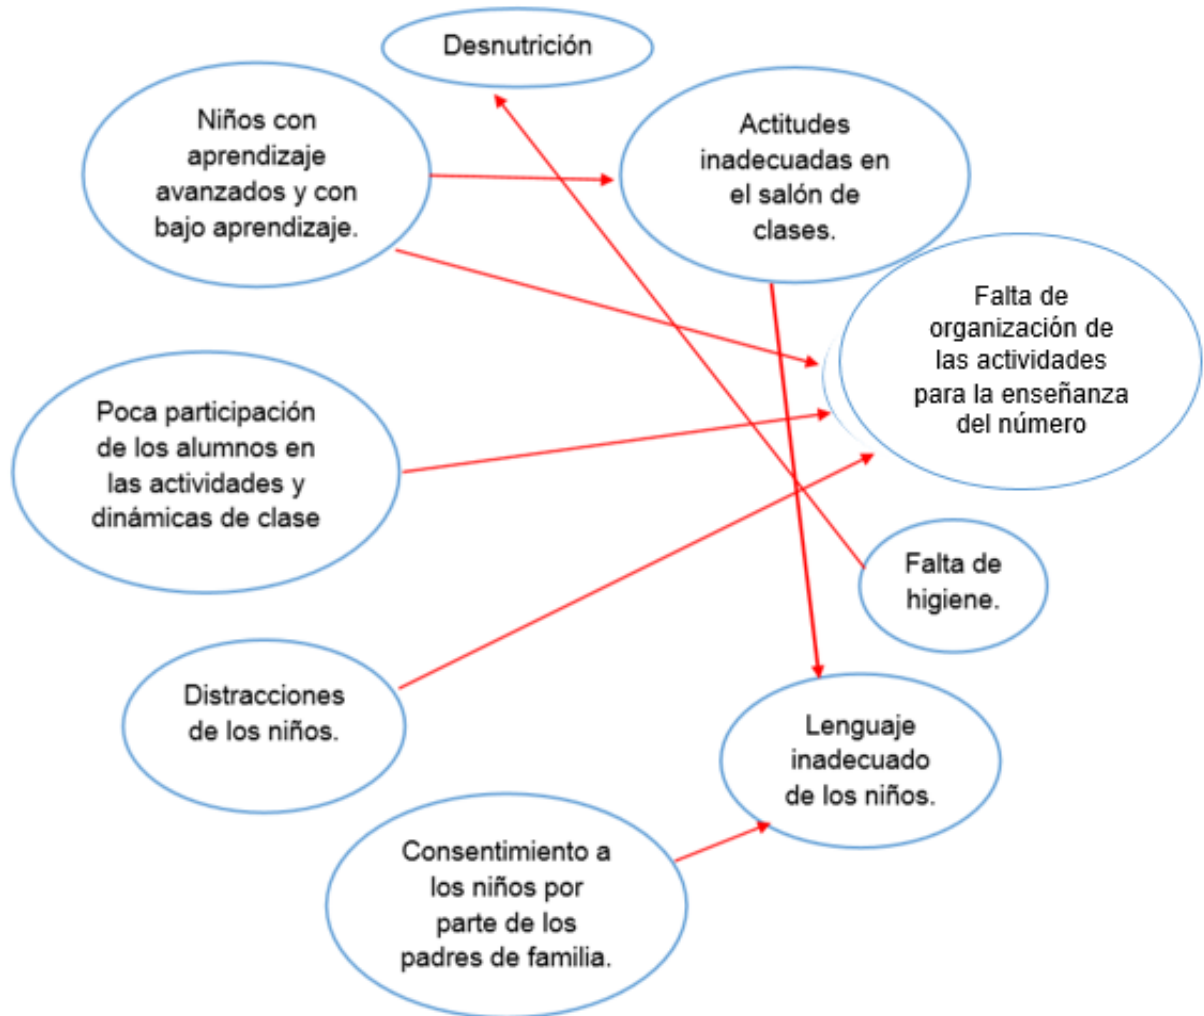 Desnutrición
Niños con
aprendizaje
avanzados y con
bajo aprendizaje.
Actitudes
inadecuadas en
el salón de
clases.
Falta de
organización de
las actividades
para la enseñanza
del número
Poca participación
de los alumnos en
las actividades y
dinámicas de clase
Falta de
higiene.
Distracciones
de los niños.
Lenguaje
inadecuado
de los niños.
Consentimiento a
los niños por
parte de los
padres de familia.